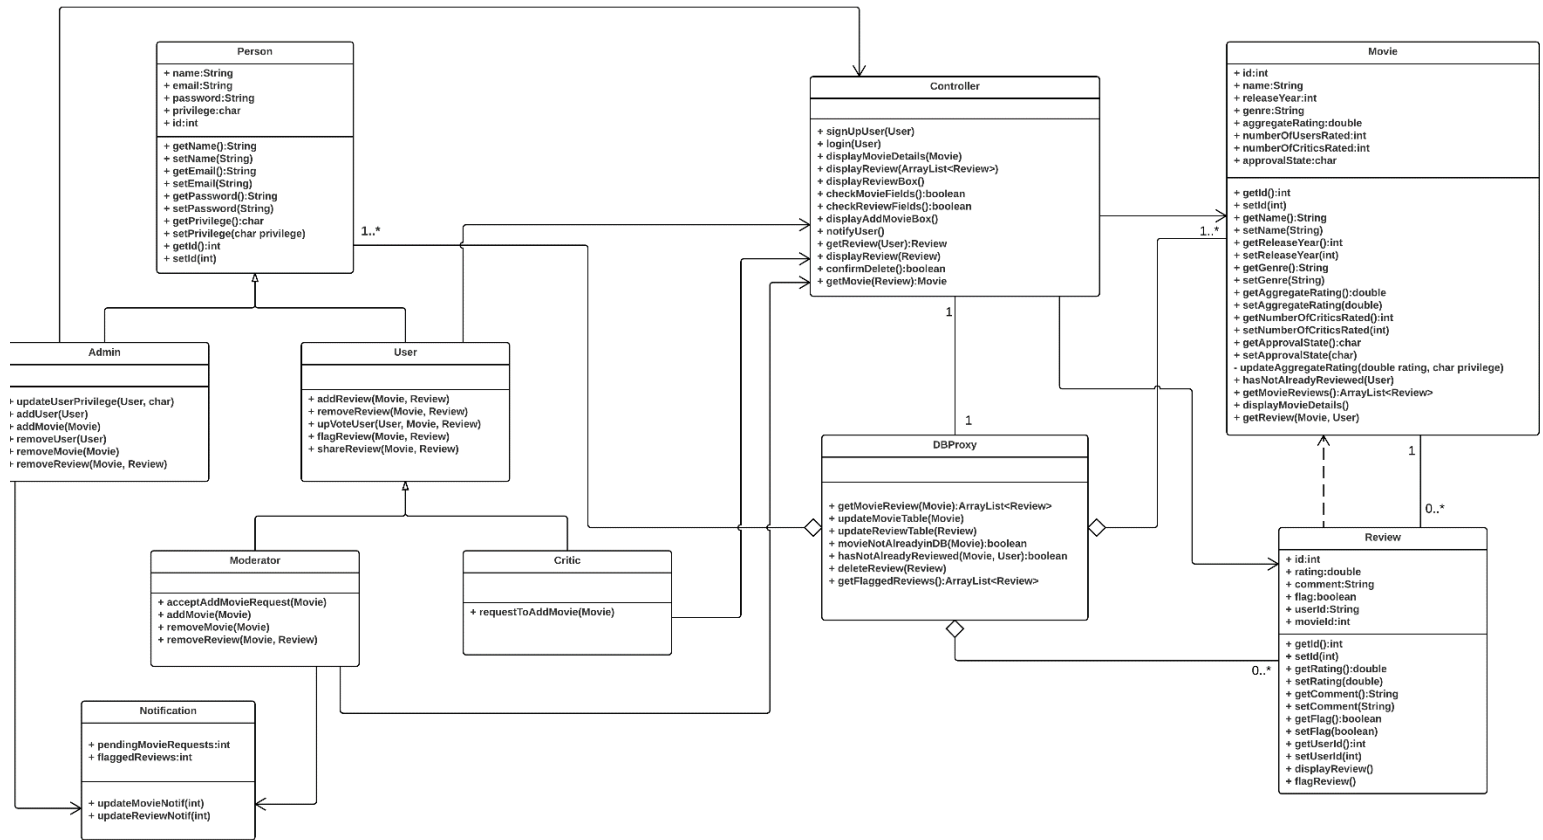 Person
+ name:String
+ email:String
+ password:String
+ privilege:char
+ id:int
+ getName():String
+ setName(String)
+ getEmail():String
+ setEmail(String)
+ getPassword():String
+ setPassword(String)
+ getPrivilege():char
+ setPrivilege(char privilege)
+ getId():int
+ setId(int)
1..*
Controller
+ signUpUser(User)
+ login(User)
+ displayMovieDetails(Movie)
+ displayReview(ArrayList<Review>)
+ displayReviewBox()
+ checkMovieFields():boolean
+ checkReviewFields():boolean
+ displayAddMovieBox()
+ notifyUser()
+ getReview(User):Review
+ displayReview(Review)
+ confirmDelete():boolean
+ getMovie(Review):Movie
1
1
Movie
+ id:int
+ name:String
+ releaseYear:int
+ genre:String
+ aggregateRating:double
+ numberOfUsersRated:int
+ numberOfCriticsRated:int
+ approvalState:char
+ getId():int
+ setId(int)
+ getName():String
+ setName(String)
+ getReleaseYear():int
+ setReleaseYear(int)
+ getGenre():String
+ setGenre(String)
+ getAggregateRating():double
+ setAggregateRating(double)
+ getNumberOfCriticsRated():int
+ setNumberOfCriticsRated(int)
+ getApprovalState():char
+ setApprovalState(char)
- updateAggregateRating(double rating, char privilege)
+ hasNotAlreadyReviewed(User)
+ getMovieReviews():ArrayList<Review>
+ displayMovieDetails()
+ getReview(Movie, User)
1..*
1
0..*
Admin
+ updateUserPrivilege(User, char)
+ addUser(User)
+ addMovie(Movie)
+ removeUser(User)
+ removeMovie(Movie)
+ removeReview(Movie, Review)
User
+ addReview(Movie, Review)
+ removeReview(Movie, Review)
+ upVoteUser(User, Movie, Review)
+ flagReview(Movie, Review)
+ shareReview(Movie, Review)
DBProxy
+ getMovieReview(Movie):ArrayList<Review>
+ updateMovieTable(Movie)
+ updateReviewTable(Review)
+ movieNotAlreadyinDB(Movie):boolean
+ hasNotAlreadyReviewed(Movie, User):boolean
+ deleteReview(Review)
+ getFlaggedReviews():ArrayList<Review>
0..*
Review
+ id:int
+ rating:double
+ comment:String
+ flag:boolean
+ userId:String
+ movieId:int
+ getId():int
+ setId(int)
+ getRating():double
+ setRating(double)
+ getComment():String
+ setComment(String)
+ getFlag():boolean
+ setFlag(boolean)
+ getUserId():int
+ setUserId(int)
+ displayReview()
+ flagReview()
Moderator
+ acceptAddMovieRequest(Movie)
+ addMovie(Movie)
+ removeMovie(Movie)
+ removeReview(Movie, Review)
Critic
+ requestToAddMovie(Movie)
Notification
+ pendingMovieRequests:int
+ flaggedReviews:int
+ updateMovieNotif(int)
+ updateReviewNotif(int)